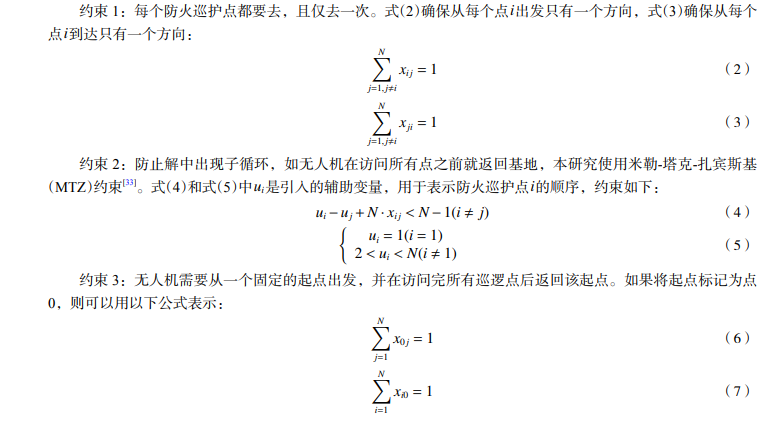 约束 1：每个防火巡护点都要去，且仅去一次。式(2)确保从每个点i出发只有一个方向，式(3)确保从每个
点i到达只有一个方向：
\sum_{j=1,j≠i}^{N} x_{ij} = 1 （2）
\sum_{j=1,j≠i}^{N} x_{ji} = 1 （3）
约束 2：防止解中出现子循环，如无人机在访问所有点之前就返回基地，本研究使用米勒-塔克-扎宾斯基
(MTZ)约束[33]。式(4)和式(5)中u_i是引入的辅助变量，用于表示防火巡护点i的顺序，约束如下：
u_i − u_j + N · x_{ij} < N − 1(i ≠ j) （4）
{ u_i = 1(i = 1)
2 < u_i < N(i ≠ 1) （5）
约束 3：无人机需要从一个固定的起点出发，并在访问完所有巡逻点后返回该起点。如果将起点标记为点
0，则可以用以下公式表示：
\sum_{j=1}^{N} x_{0j} = 1 （6）
\sum_{i=1}^{N} x_{i0} = 1 （7）